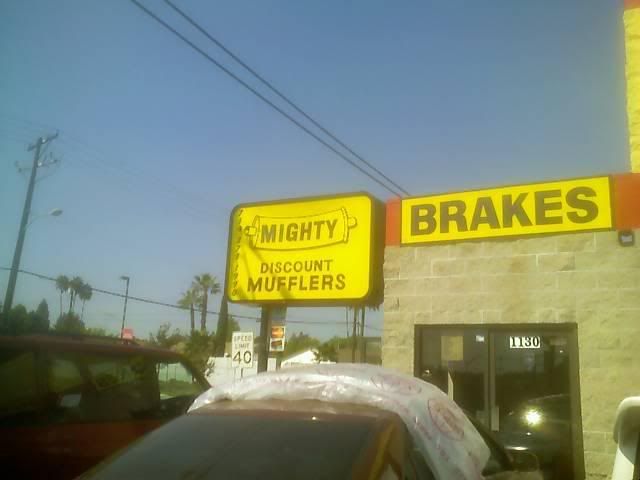 MIGHTY
DISCOUNT
MUFFLERS
BRAKES
1130
SPEED
LIMIT
40